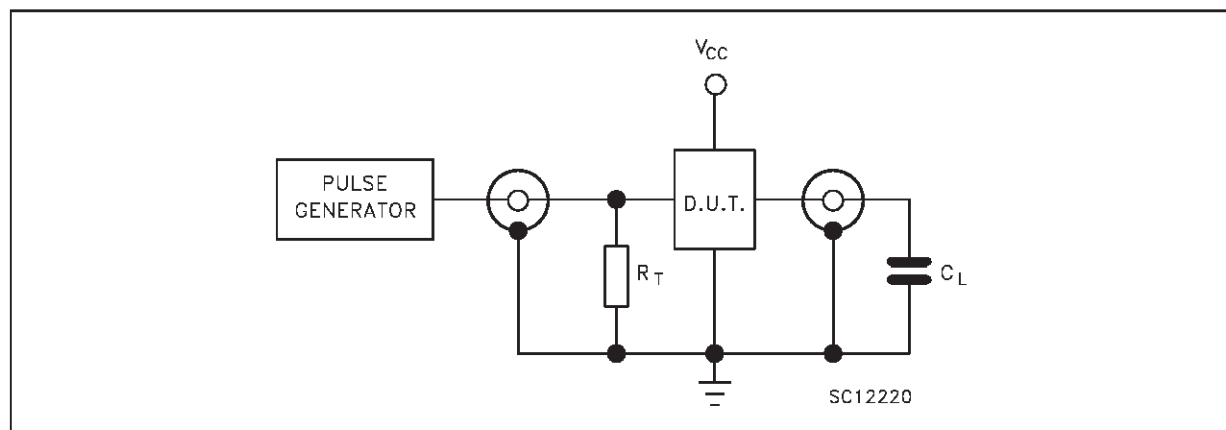 VCC
PULSE
GENERATOR
D.U.T.
RT
CL
SC12220